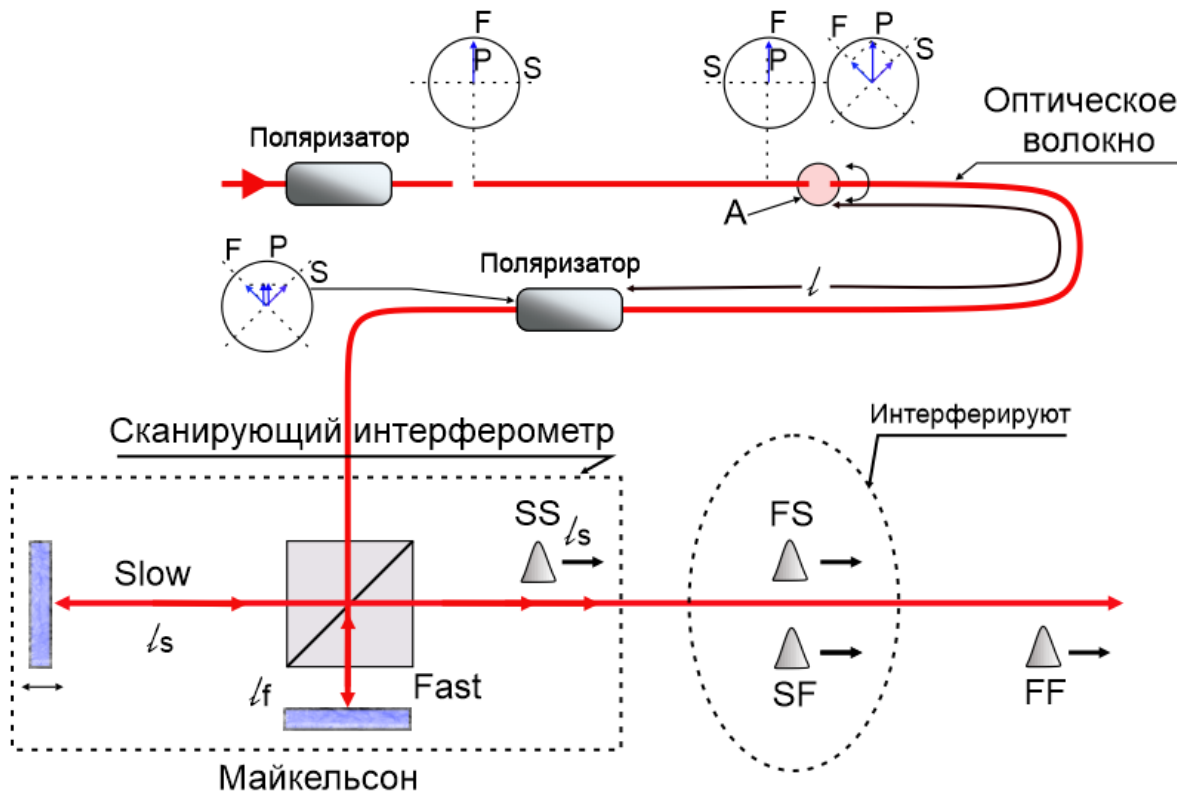 F
P
S
F
S
P
F
P
S
Оптическое
волокно
Поляризатор
A
F
P
S
Поляризатор
l
Сканирующий интерферометр
Интерферируют
SS
ls
FS
Slow
ls
lf
Fast
SF
FF
Майкельсон